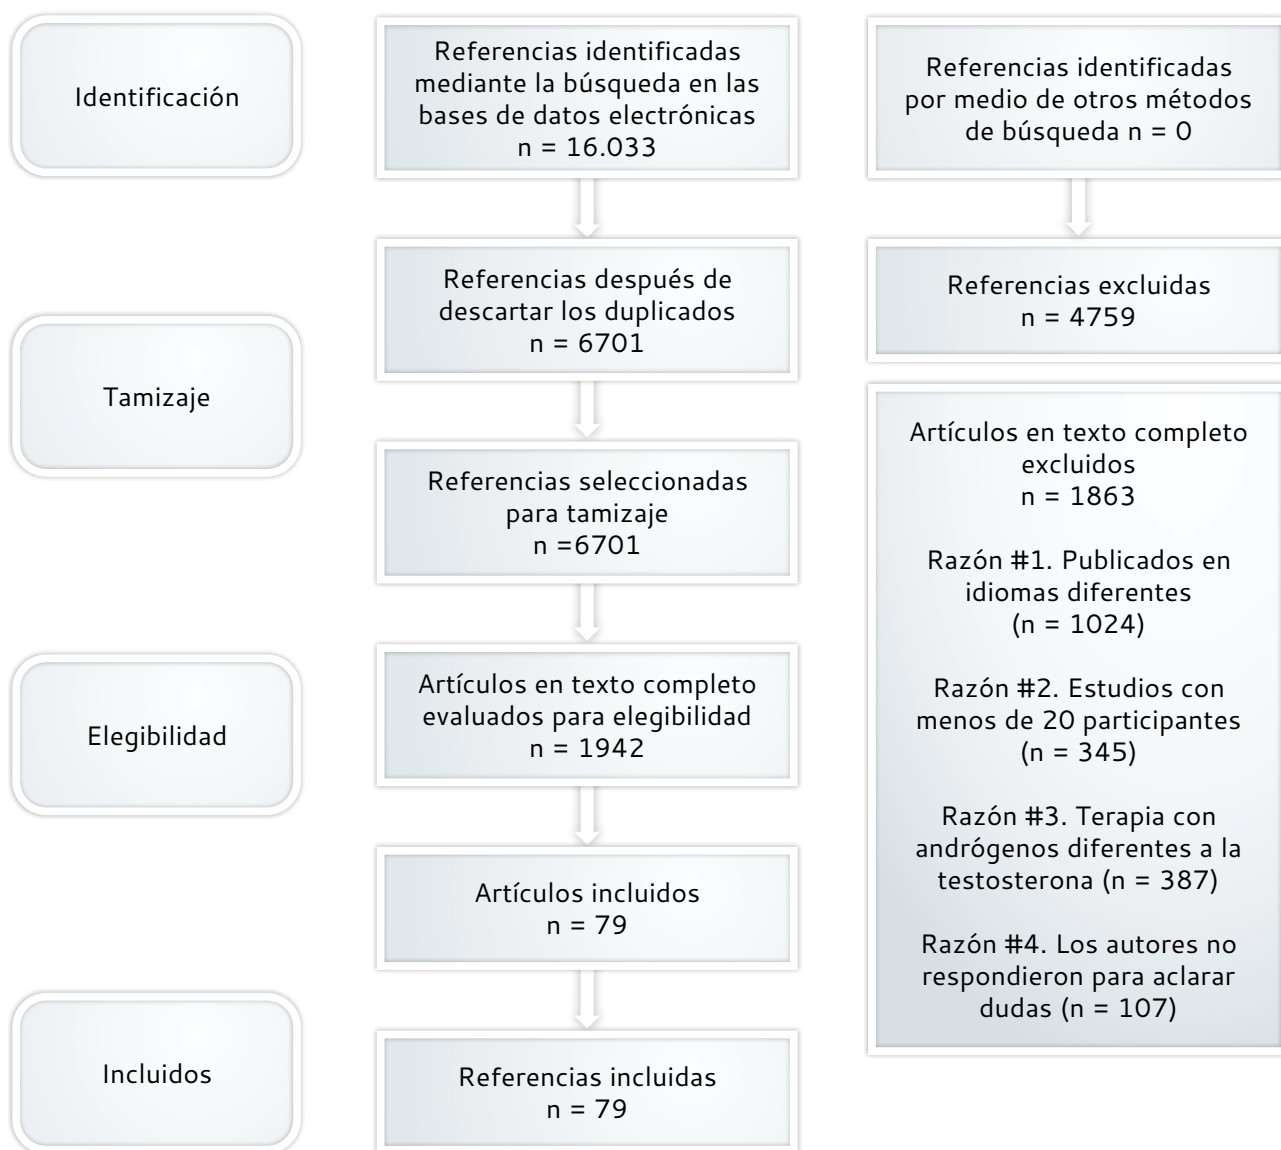 Identificación
Referencias identificadas
mediante la búsqueda en las
bases de datos electrónicas
n = 16.033
Referencias identificadas
por medio de otros métodos
de búsqueda n = 0
Tamizaje
Referencias después de
descartar los duplicados
n = 6701
Referencias excluidas
n = 4759
Referencias seleccionadas
para tamizaje
n =6701
Artículos en texto completo
excluidos
n = 1863
Razón #1. Publicados en
idiomas diferentes
(n = 1024)
Razón #2. Estudios con
menos de 20 participantes
(n = 345)
Razón #3. Terapia con
andrógenos diferentes a la
testosterona (n = 387)
Razón #4. Los autores no
respondieron para aclarar
dudas (n = 107)
Elegibilidad
Artículos en texto completo
evaluados para elegibilidad
n = 1942
Artículos incluidos
n = 79
Incluidos
Referencias incluidas
n = 79